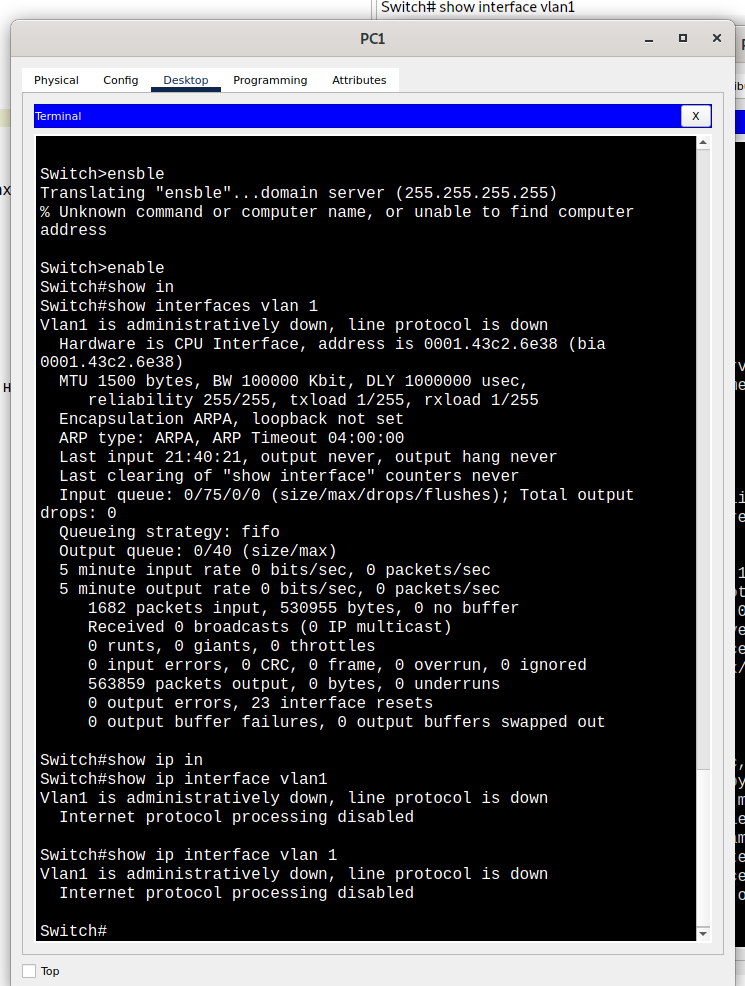 Switch# show interface vlan1
PC1
Physical Config Desktop Programming Attributes
Terminal
X
Switch>ensble
Translating "ensble"...domain server (255.255.255.255)
% Unknown command or computer name, or unable to find computer
address
Switch>enable
Switch#show in
Switch#show interfaces vlan 1
Vlan1 is administratively down, line protocol is down
Hardware is CPU Interface, address is 0001.43c2.6e38 (bia
0001.43c2.6e38)
MTU 1500 bytes, BW 100000 Kbit, DLY 1000000 usec,
reliability 255/255, txload 1/255, rxload 1/255
Encapsulation ARPA, loopback not set
ARP type: ARPA, ARP Timeout 04:00:00
Last input 21:40:21, output never, output hang never
Last clearing of "show interface" counters never
Input queue: 0/75/0/0 (size/max/drops/flushes); Total output
drops: 0
Queueing strategy: fifo
Output queue: 0/40 (size/max)
5 minute input rate 0 bits/sec, 0 packets/sec
5 minute output rate 0 bits/sec, 0 packets/sec
1682 packets input, 530955 bytes, 0 no buffer
Received 0 broadcasts (0 IP multicast)
0 runts, 0 giants, 0 throttles
0 input errors, 0 CRC, 0 frame, 0 overrun, 0 ignored
563859 packets output, 0 bytes, 0 underruns
0 output errors, 23 interface resets
0 output buffer failures, 0 output buffers swapped out
Switch#show ip in
Switch#show ip interface vlan1
Vlan1 is administratively down, line protocol is down
Internet protocol processing disabled
Switch#show ip interface vlan 1
Vlan1 is administratively down, line protocol is down
Internet protocol processing disabled
Switch#
Top